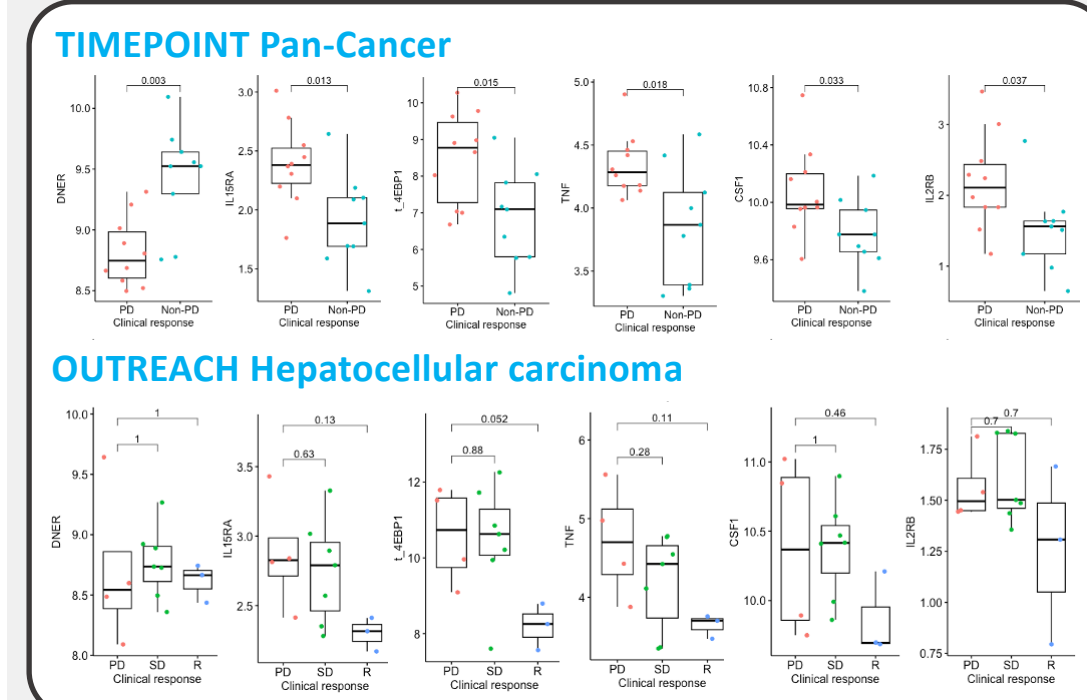 TIMEPOINT Pan-Cancer
DNER
10.0
9.5
9.0
8.5
0.003
PD Non-PD
Clinical response
IL15RA
3.0
2.5
2.0
1.5
0.013
PD Non-PD
Clinical response
t_4EBP1
10
9
8
7
6
5
0.015
PD Non-PD
Clinical response
TNF
5.0
4.5
4.0
3.5
0.018
PD Non-PD
Clinical response
CSF1
10.8
10.4
10.0
9.6
0.033
PD Non-PD
Clinical response
IL2RB
3
2
1
0.037
PD Non-PD
Clinical response
OUTREACH Hepatocellular carcinoma
DNER
10.0
9.5
9.0
8.5
8.0
1
1
PD SD R
Clinical response
IL15RA
3.5
3.0
2.5
0.13
0.63
PD SD R
Clinical response
t_4EBP1
12
10
8
0.052
0.88
PD SD R
Clinical response
TNF
6
5
4
0.11
0.28
PD SD R
Clinical response
CSF1
11.0
10.5
10.0
0.46
1
PD SD R
Clinical response
IL2RB
1.75
1.50
1.25
1.00
0.75
0.7
0.7
PD SD R
Clinical response